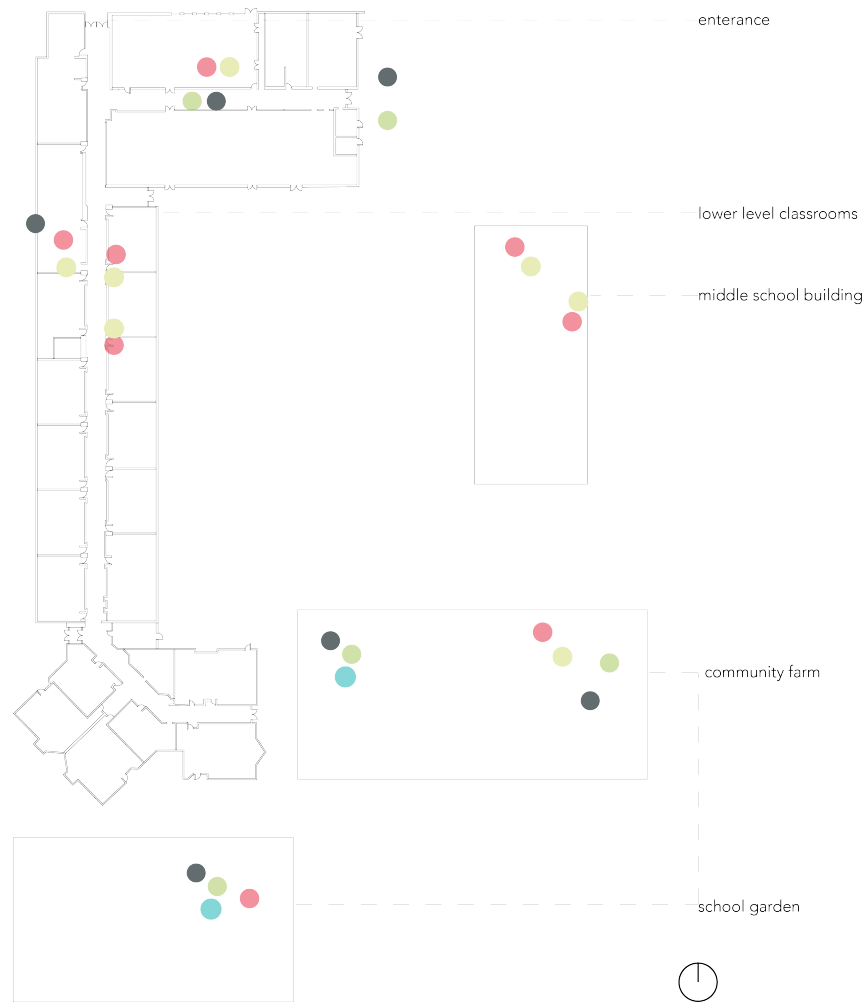 enterance
lower level classrooms
middle school building
community farm
school garden